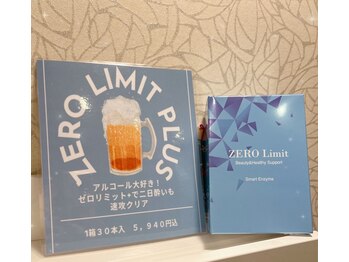 ZERO LIMIT PLUS
アルコール大好き！
ゼロリミット+で二日酔いも
速攻クリア
1箱30本入 5,940円込
ZERO Limit
Beauty&Healthy Support
Smart Enzyme